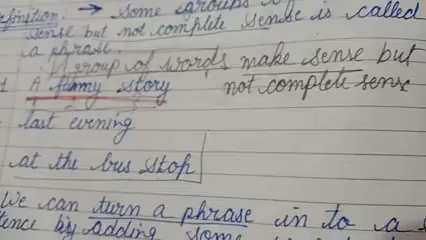 Definition: → Some groups
sense but not complete sense is called
a phrase.
A group of words make sense but
not complete sense
1 A funny story
last evening
at the bus stop
We can turn a phrase in to a
tence by adding some